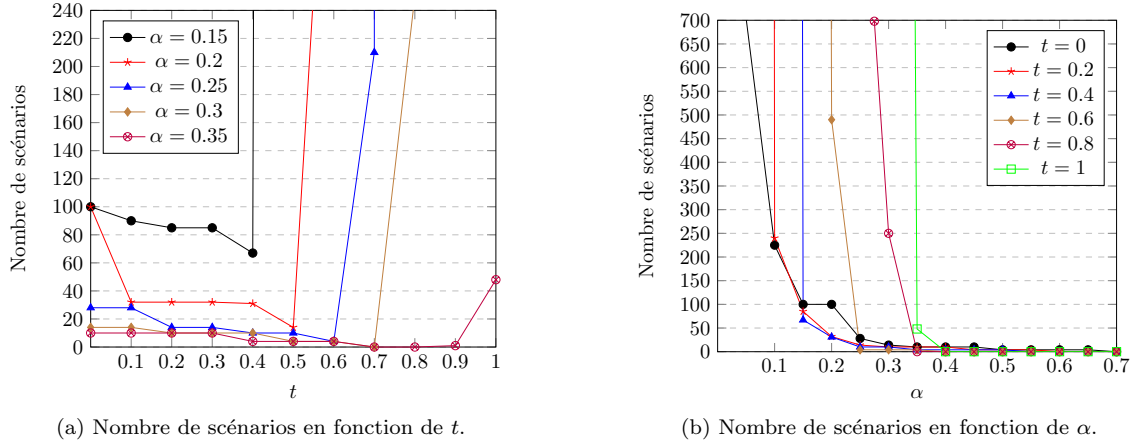 240
220
200
180
160
140
120
100
80
60
40
20
0
0.1 0.2 0.3 0.4 0.5 0.6 0.7 0.8 0.9 1
t
Nombre de scénarios
α = 0.15
α = 0.2
α = 0.25
α = 0.3
α = 0.35
(a) Nombre de scénarios en fonction de t.
700
650
600
550
500
450
400
350
300
250
200
150
100
50
0
0.1 0.2 0.3 0.4 0.5 0.6 0.7
α
Nombre de scénarios
t = 0
t = 0.2
t = 0.4
t = 0.6
t = 0.8
t = 1
(b) Nombre de scénarios en fonction de α.